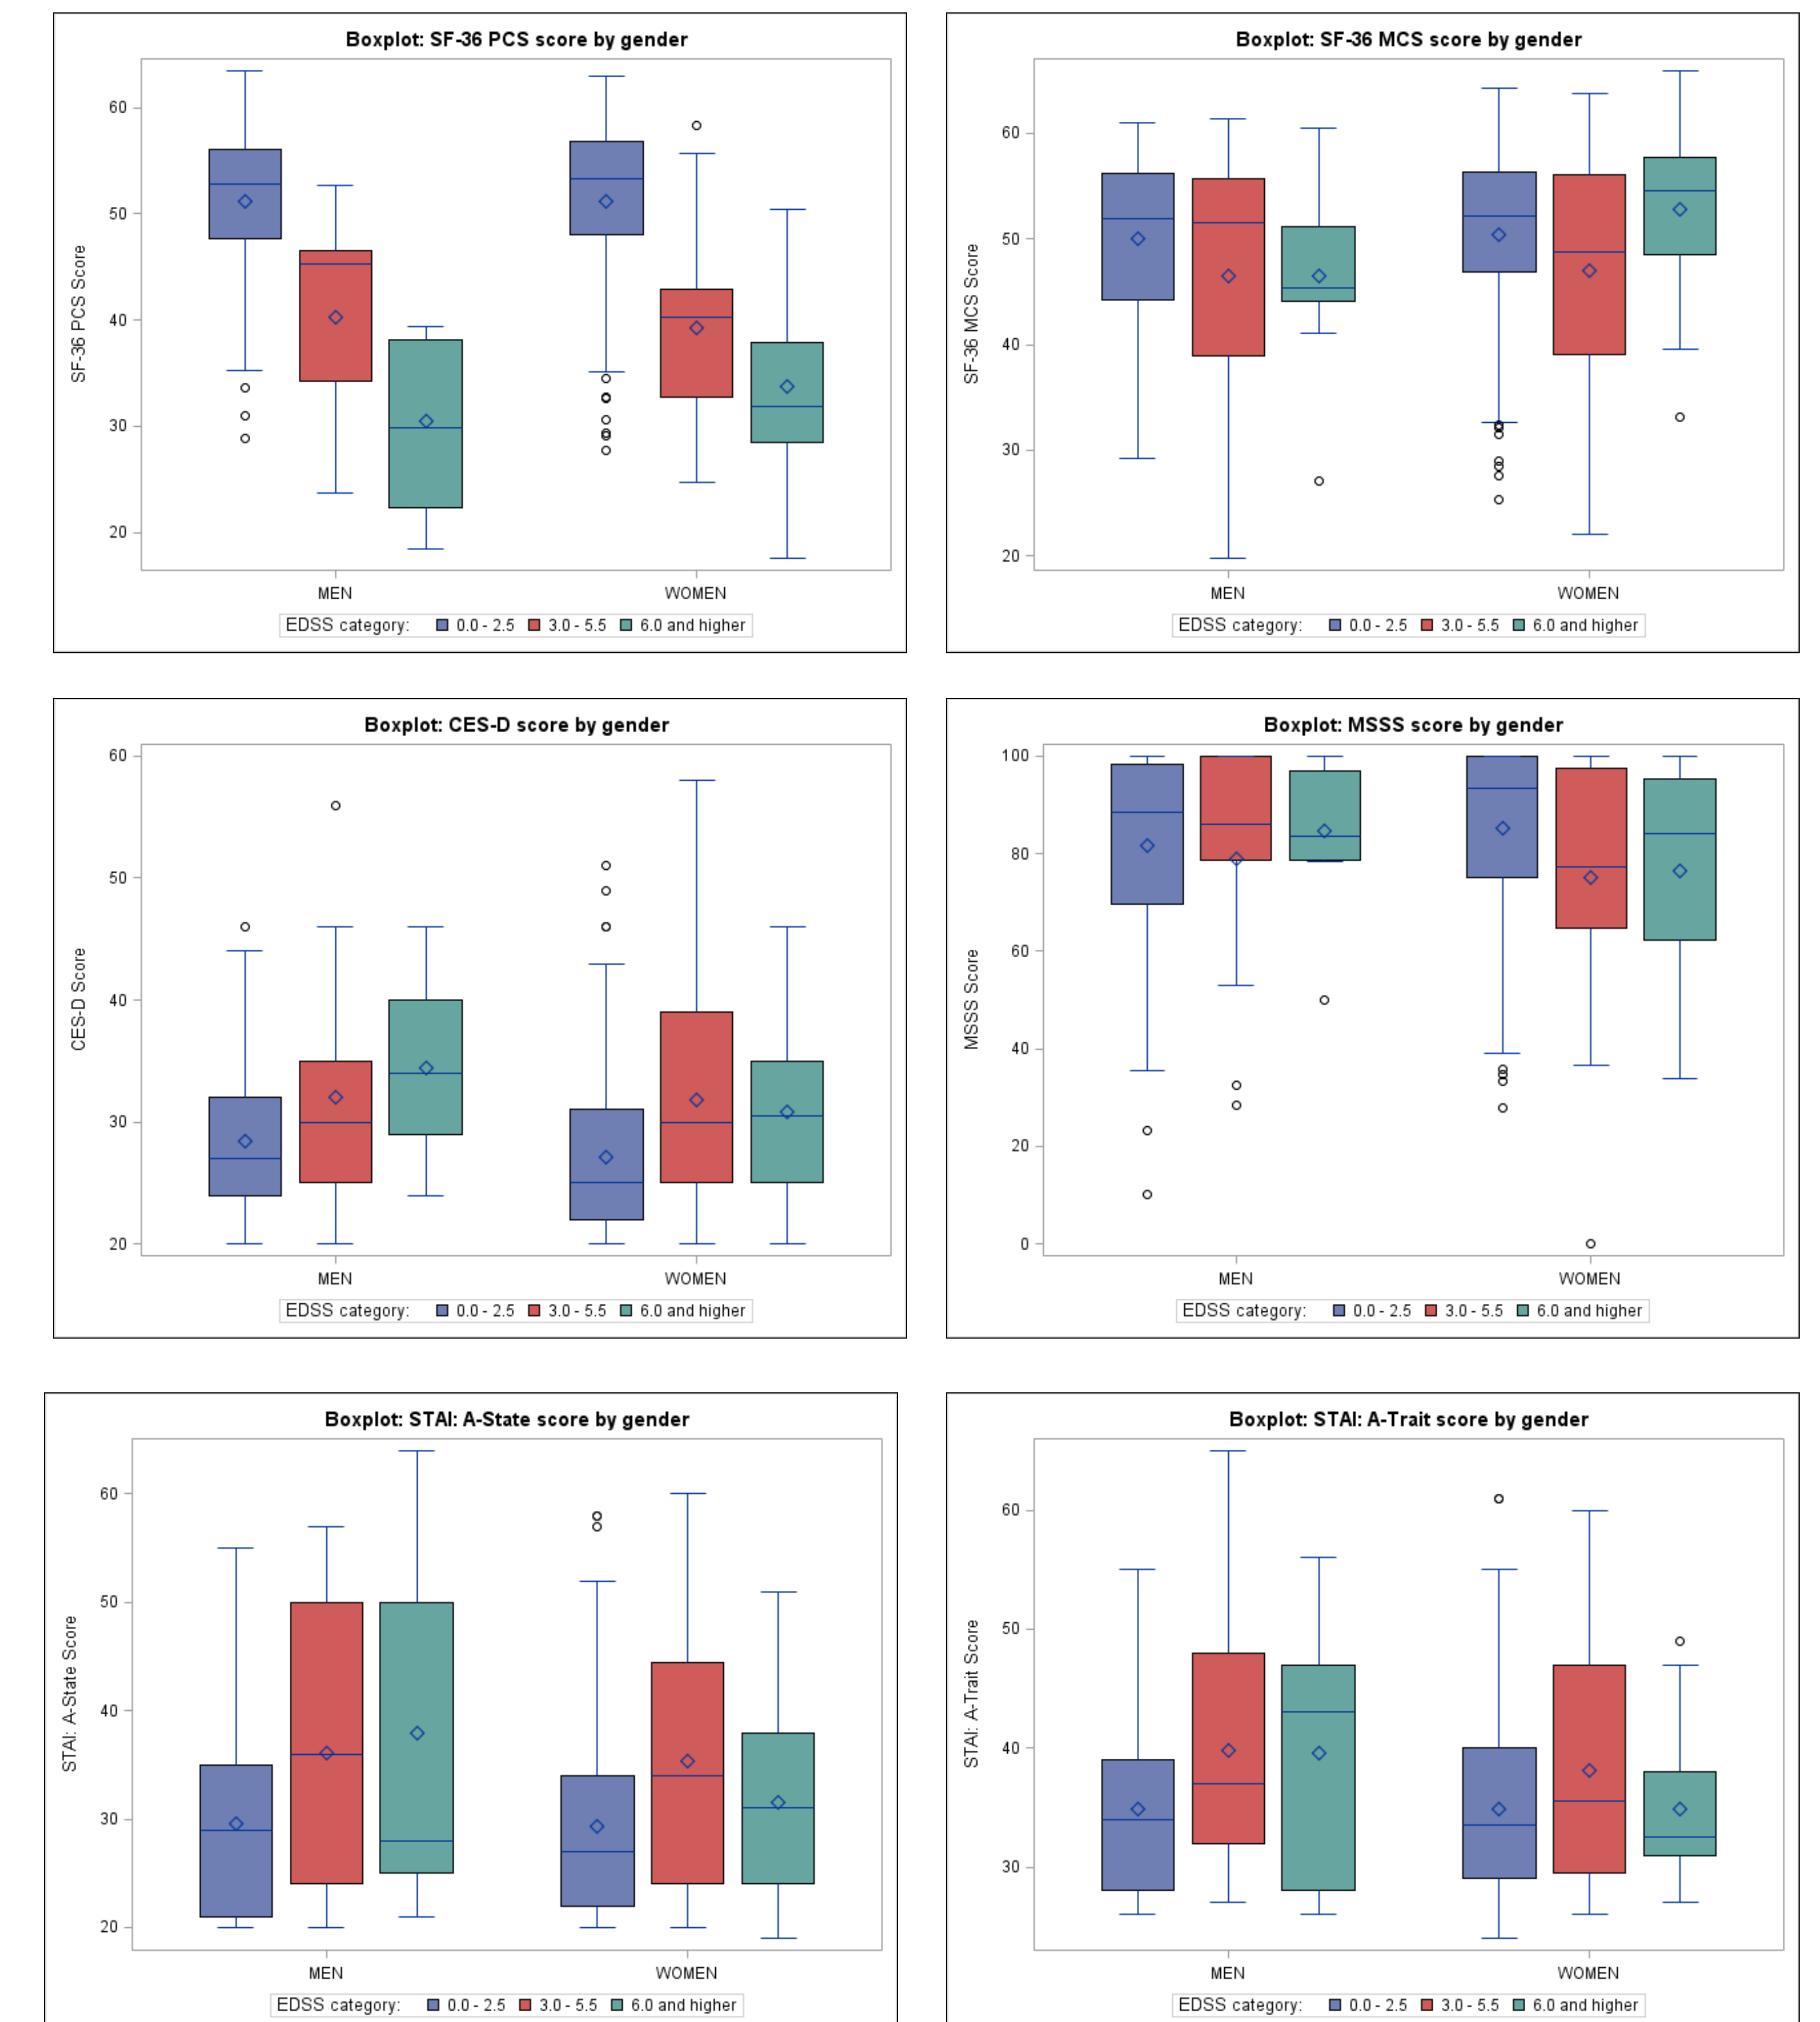 Boxplot: SF-36 PCS score by gender
SF-36 PCS Score
60
50
40
30
20
MEN WOMEN
EDSS category: 0.0 - 2.5 3.0 - 5.5 6.0 and higher
Boxplot: SF-36 MCS score by gender
SF-36 MCS Score
60
50
40
30
20
MEN WOMEN
EDSS category: 0.0 - 2.5 3.0 - 5.5 6.0 and higher
Boxplot: CES-D score by gender
CES-D Score
60
50
40
30
20
MEN WOMEN
EDSS category: 0.0 - 2.5 3.0 - 5.5 6.0 and higher
Boxplot: MSSS score by gender
MSSS Score
100
80
60
40
20
0
MEN WOMEN
EDSS category: 0.0 - 2.5 3.0 - 5.5 6.0 and higher
Boxplot: STAI: A-State score by gender
STAI: A-State Score
60
50
40
30
20
MEN WOMEN
EDSS category: 0.0 - 2.5 3.0 - 5.5 6.0 and higher
Boxplot: STAI: A-Trait score by gender
STAI: A-Trait Score
60
50
40
30
MEN WOMEN
EDSS category: 0.0 - 2.5 3.0 - 5.5 6.0 and higher